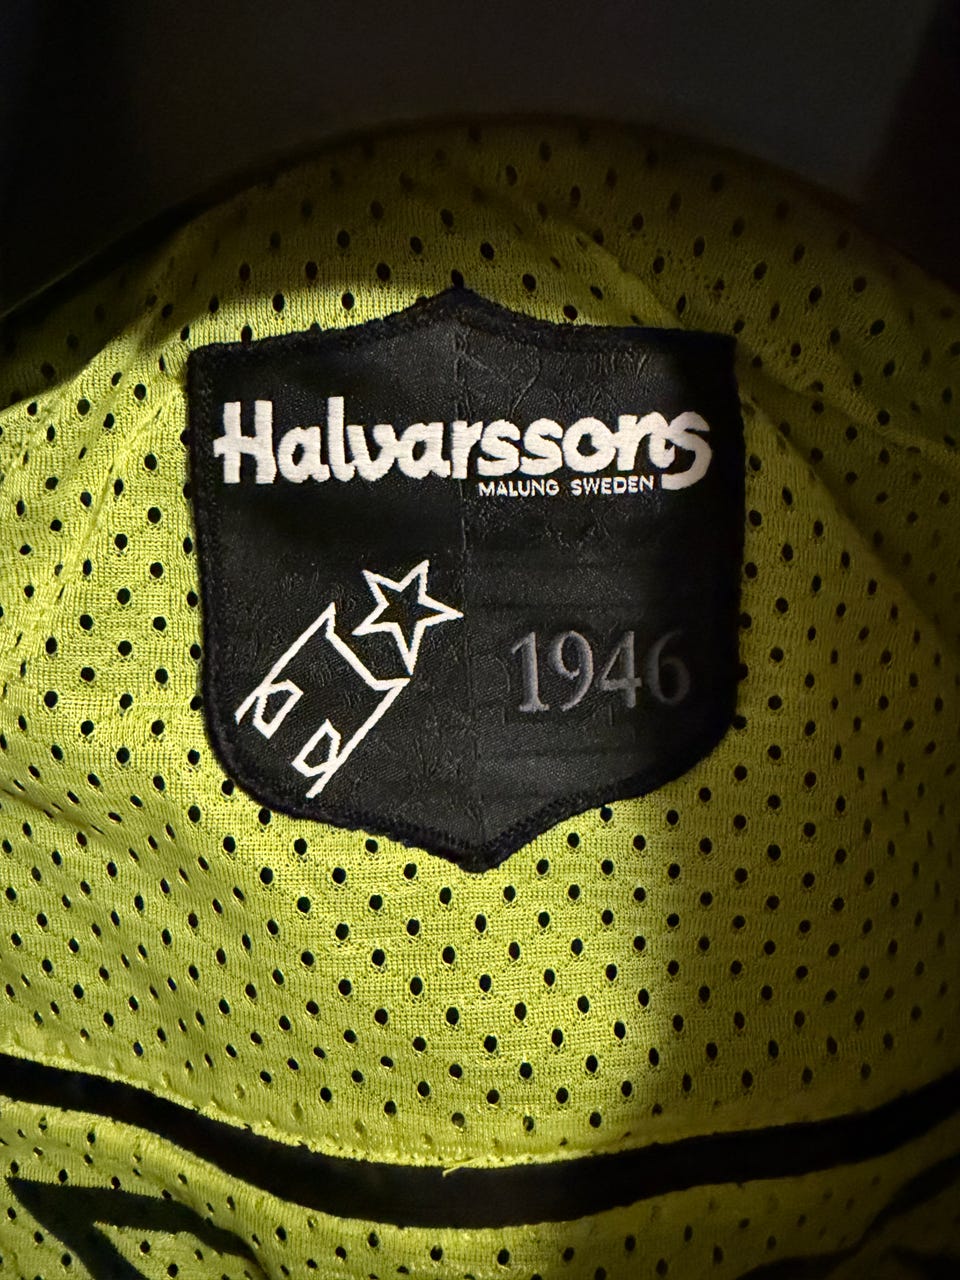 Halvarssons
MALUNG SWEDEN
1946